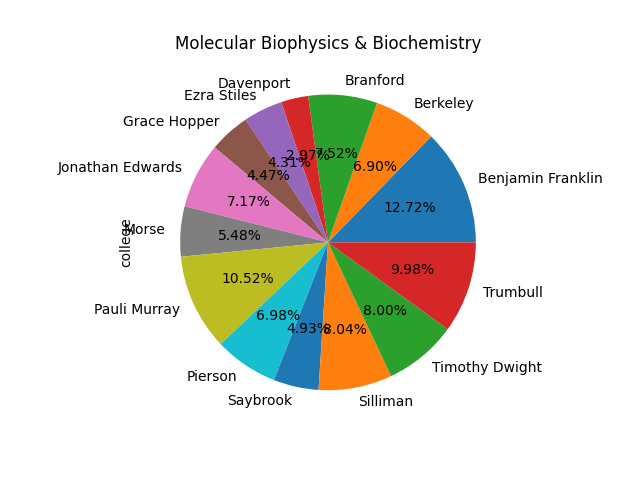 Molecular Biophysics & Biochemistry
Benjamin Franklin
12.72%
Berkeley
6.90%
Branford
7.52%
Davenport
2.97%
Ezra Stiles
4.31%
Grace Hopper
4.47%
Jonathan Edwards
7.17%
Morse
5.48%
Pauli Murray
10.52%
Pierson
6.98%
Saybrook
4.93%
Silliman
8.04%
Timothy Dwight
8.00%
Trumbull
9.98%
college